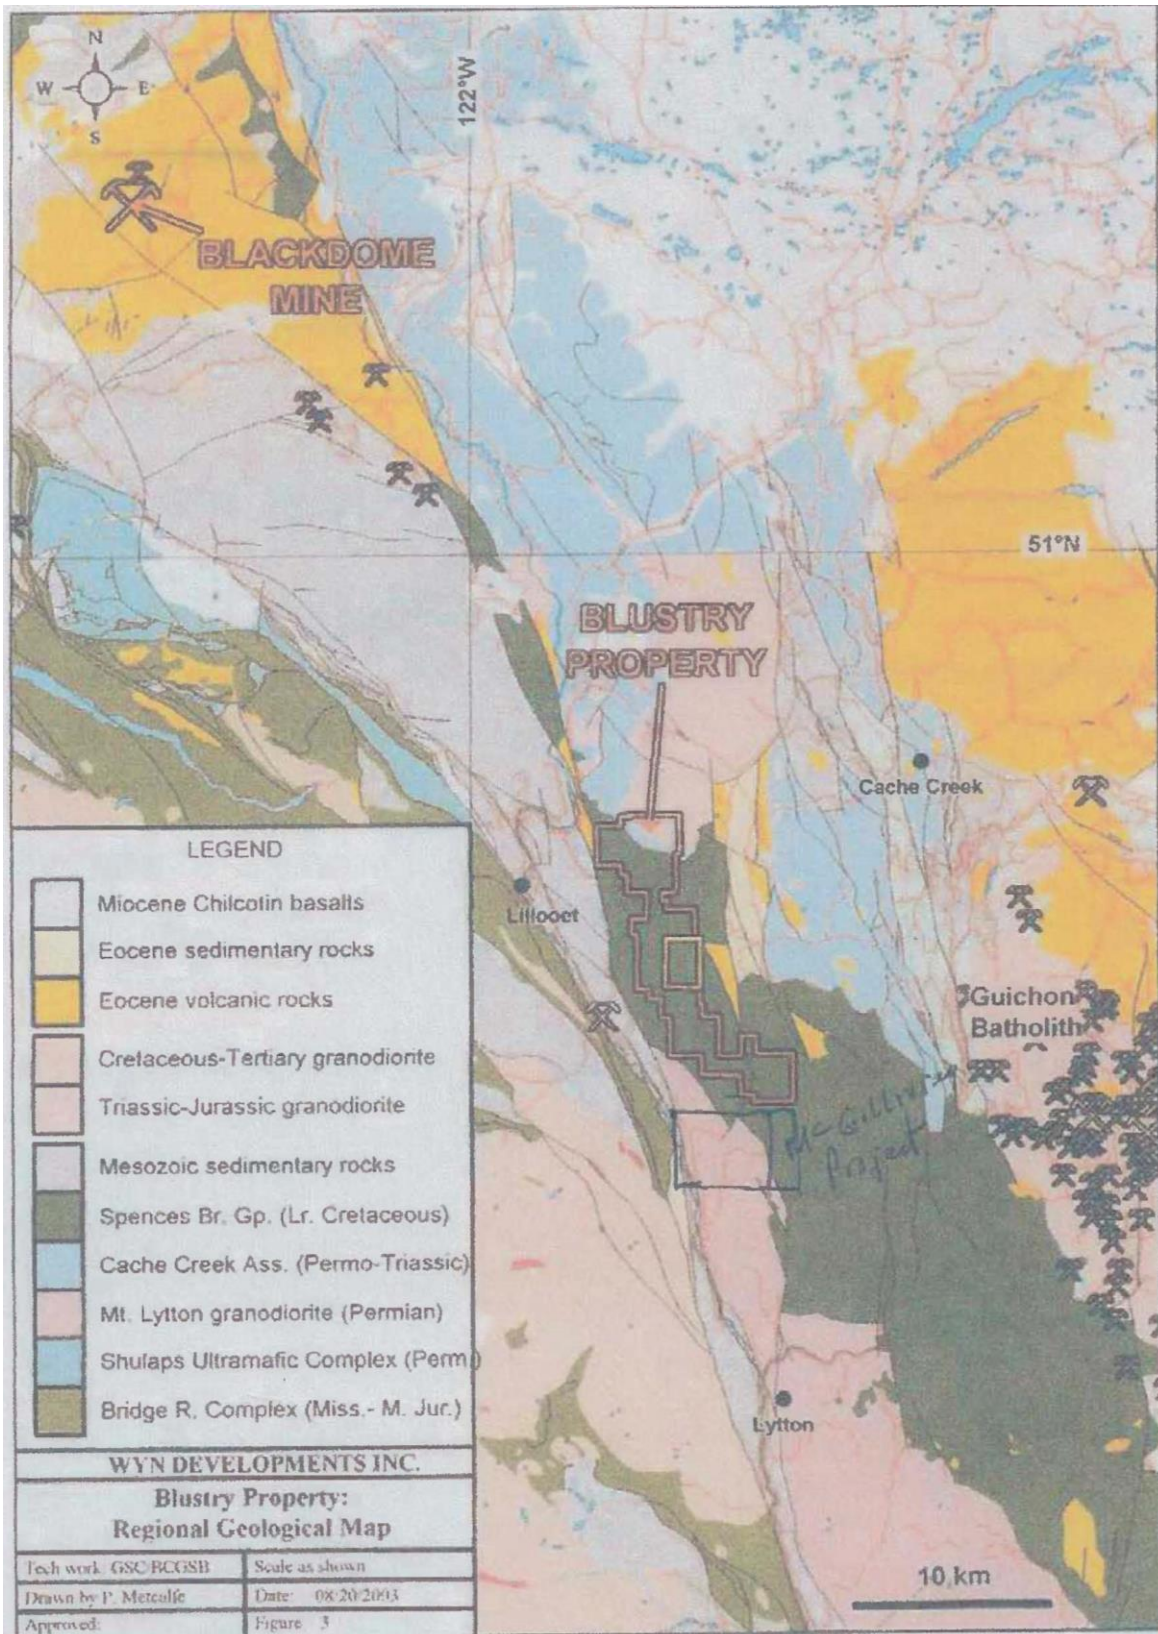 N
W E
S
122°W
BLACKDOME
MINE
51°N
BLUSTRY
PROPERTY
Cache Creek
Lillooet
Guichon
Batholith
McGillivray
Project
Lytton
10 km
LEGEND
Miocene Chilcotin basalts
Eocene sedimentary rocks
Eocene volcanic rocks
Cretaceous-Tertiary granodiorite
Triassic-Jurassic granodiorite
Mesozoic sedimentary rocks
Spences Br. Gp. (Lr. Cretaceous)
Cache Creek Ass. (Permo-Triassic)
Mt. Lytton granodiorite (Permian)
Shulaps Ultramafic Complex (Perm.)
Bridge R. Complex (Miss.- M. Jur.)
WYN DEVELOPMENTS INC.
Blustry Property:
Regional Geological Map
Tech work: GSC/BCGSB
Scale as shown
Drawn by P. Metcalfe
Date: 08/20/2003
Approved:
Figure 3